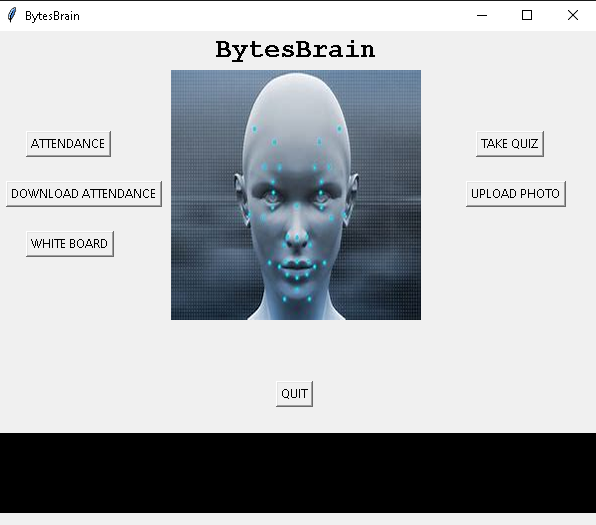 BytesBrain
BytesBrain
ATTENDANCE
TAKE QUIZ
DOWNLOAD ATTENDANCE
UPLOAD PHOTO
WHITE BOARD
QUIT